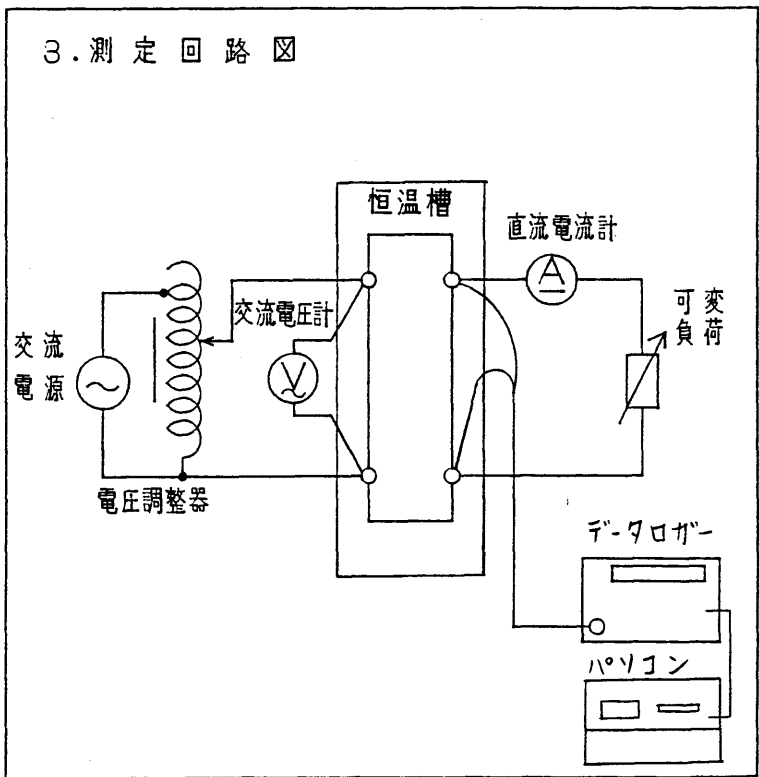 3.測定回路図
恒温槽
直流電流計
A
可変
負荷
交流電圧計
V
交流
電源
電圧調整器
データロガー
パソコン